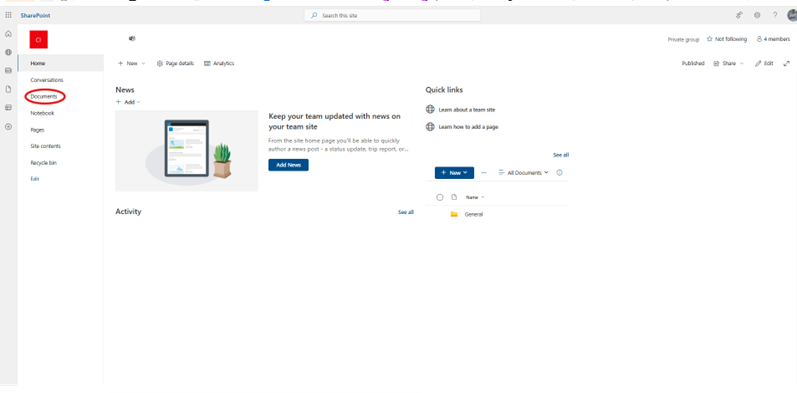 SharePoint
Search this site
CI
Private group
Not following
4 members
Home
Conversations
Documents
Notebook
Pages
Site contents
Recycle bin
Edit
+ New
Page details
Analytics
Published
Share
Edit
News
+ Add
Keep your team updated with news on
your team site
From the site home page you'll be able to quickly
author a news post - a status update, trip report, or...
Add News
Activity
See all
Quick links
Learn about a team site
Learn how to add a page
See all
+ New
All Documents
Name
General